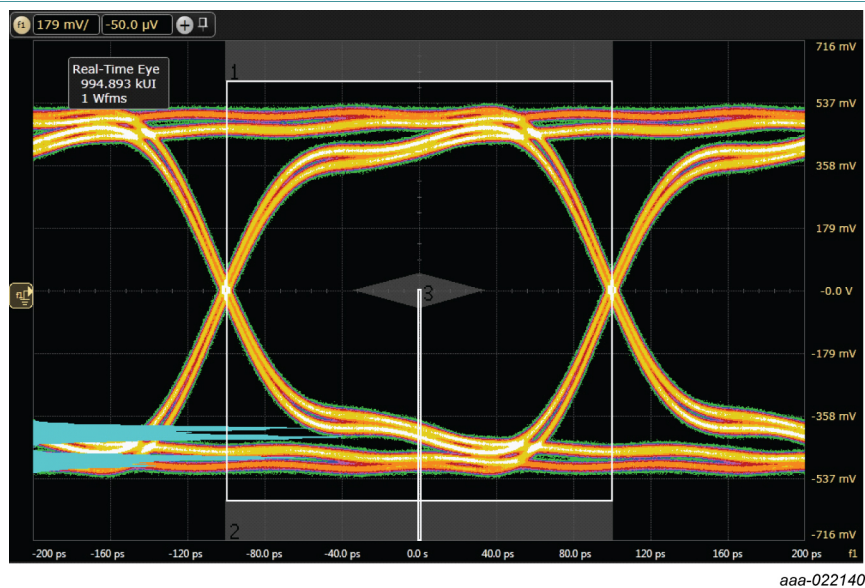 f1 179 mV/ -50.0 µV +
716 mV
Real-Time Eye
994.893 kUI
1 Wfms
1
537 mV
358 mV
179 mV
3
-0.0 V
-179 mV
-358 mV
-537 mV
2
-716 mV
-200 ps -160 ps -120 ps -80.0 ps -40.0 ps 0.0 s 40.0 ps 80.0 ps 120 ps 160 ps 200 ps f1
aaa-022140